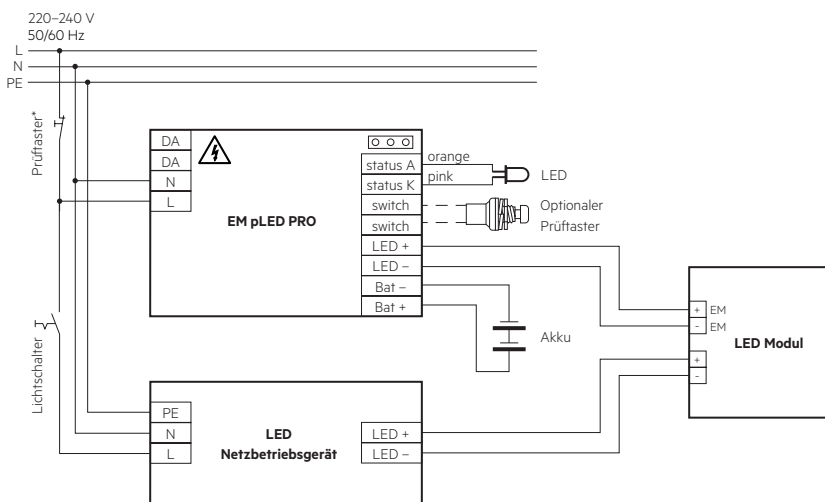 220–240 V
50/60 Hz
L
N
PE
Prüftaster*
DA
DA
N
L
EM pLED PRO
status A
status K
switch
switch
LED +
LED –
Bat –
Bat +
orange
pink
LED
Optionaler
Prüftaster
Akku
+ EM
- EM
+
-
LED Modul
Lichtschalter
PE
N
L
LED
Netzbetriebsgerät
LED +
LED –